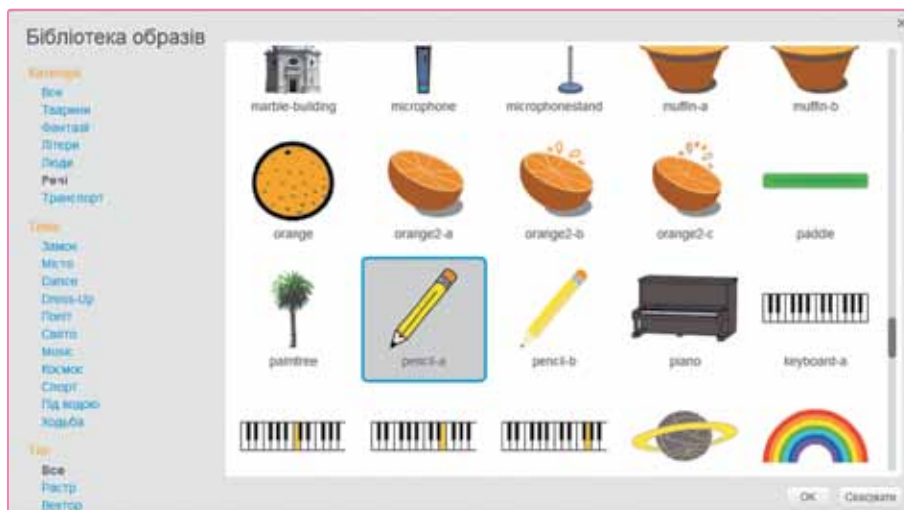 Бібліотека образів
Категорія
Все
Тварини
Фантазії
Літери
Люди
Речі
Транспорт
Тема
Замок
Місто
Dance
Dress-Up
Політ
Свято
Music
Космос
Спорт
Під водою
Ходьба
Тип
Все
Растр
Вектор
marble-building
microphone
microphonestand
muffin-a
muffin-b
orange
orange2-a
orange2-b
orange2-c
paddle
palmtree
pencil-a
pencil-b
piano
keyboard-a
OK
Скасувати